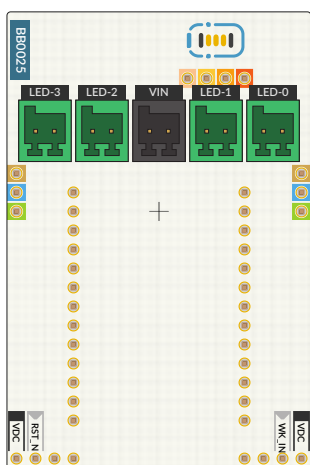 BB0025
LED-3
LED-2
VIN
LED-1
LED-0
VDC
RST_N
WK_IN
VDC